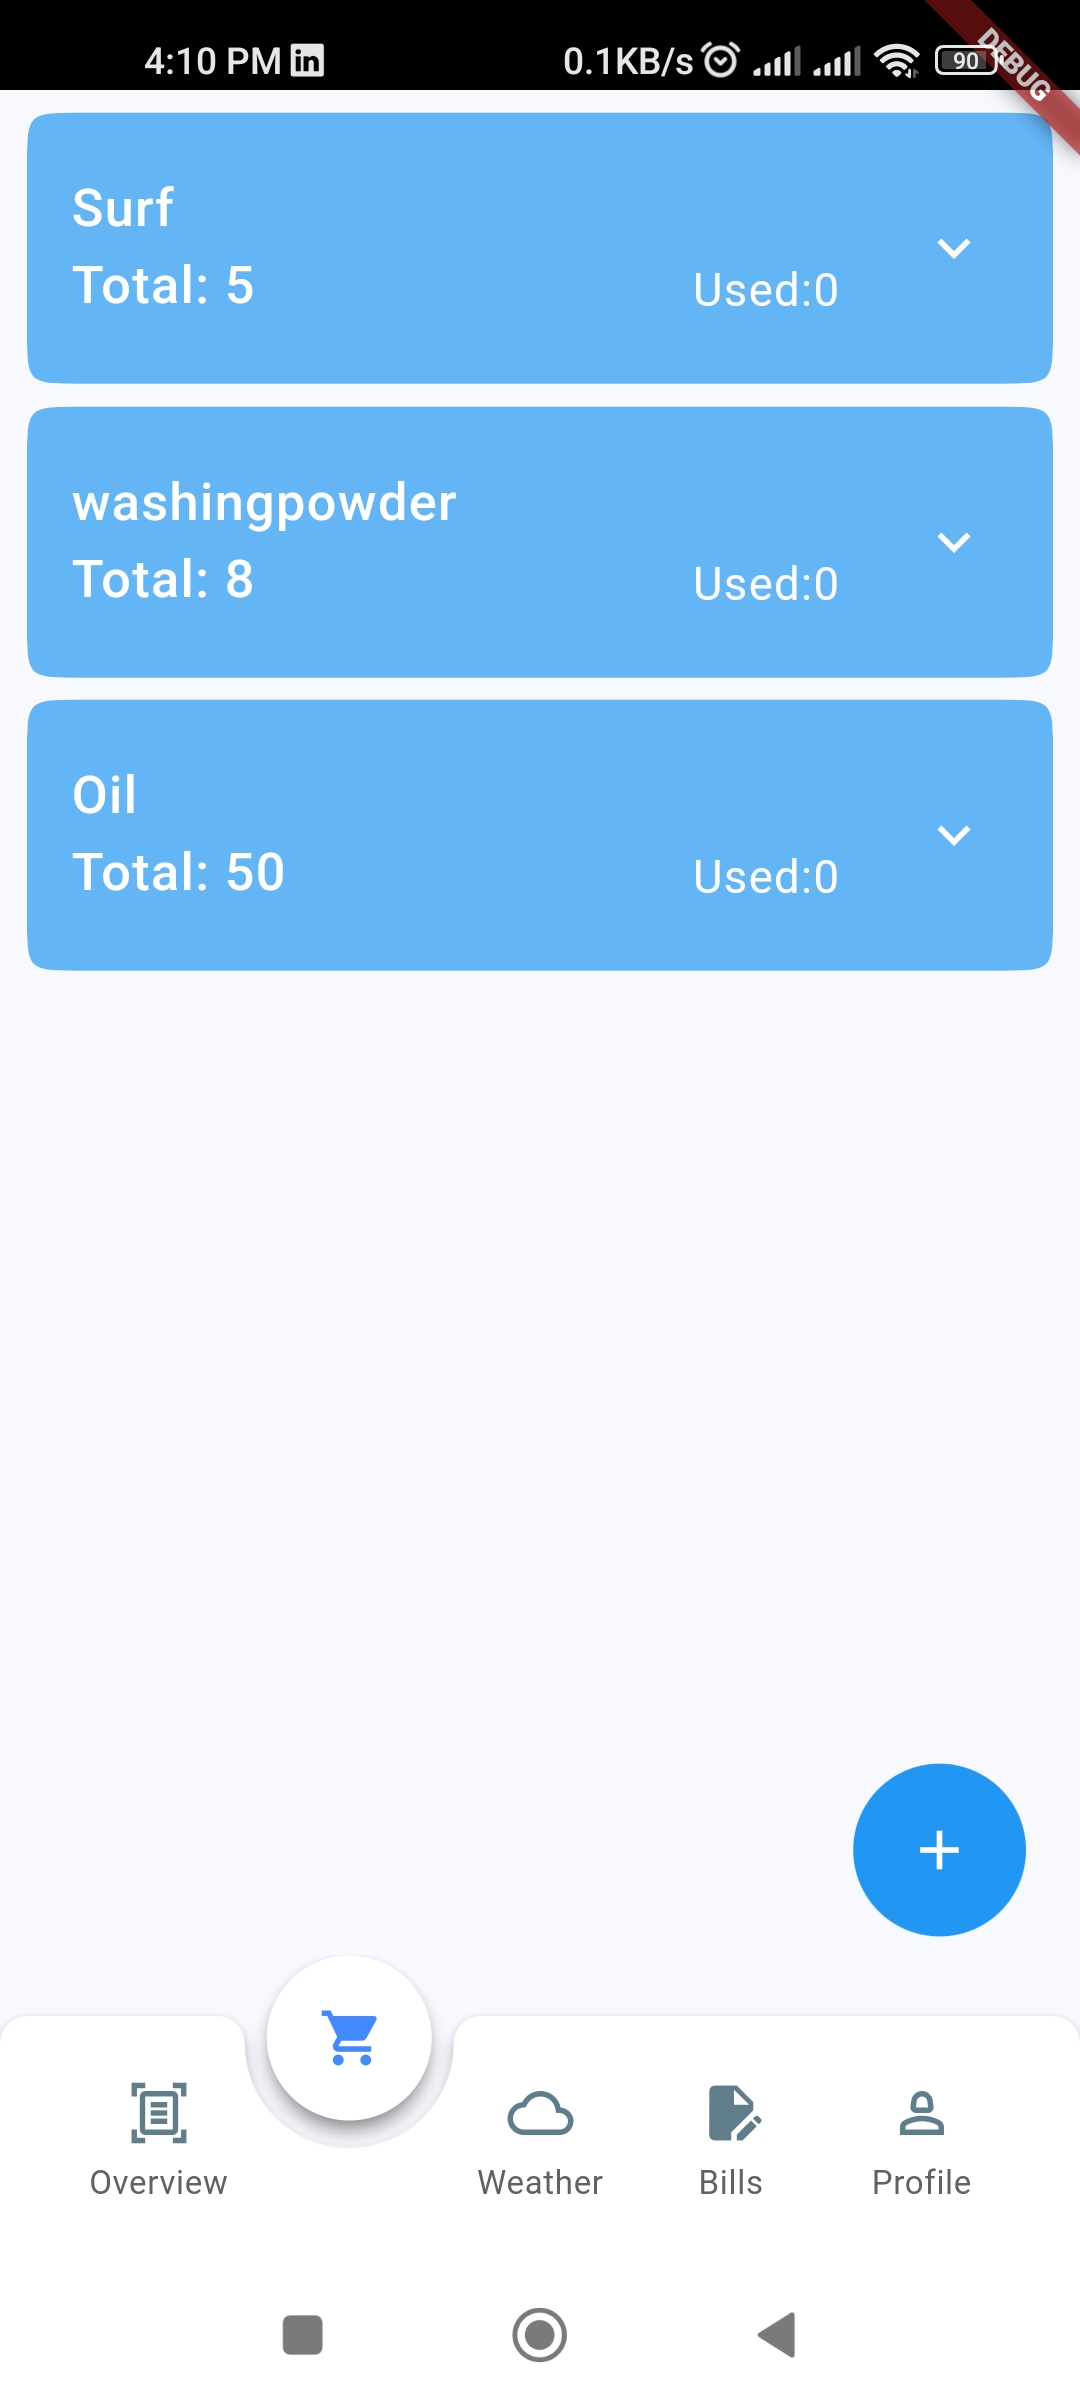 4:10 PM in
0.1KB/s 90
DEBUG
Surf
Total: 5
Used:0
washingpowder
Total: 8
Used:0
Oil
Total: 50
Used:0
Overview
Weather
Bills
Profile